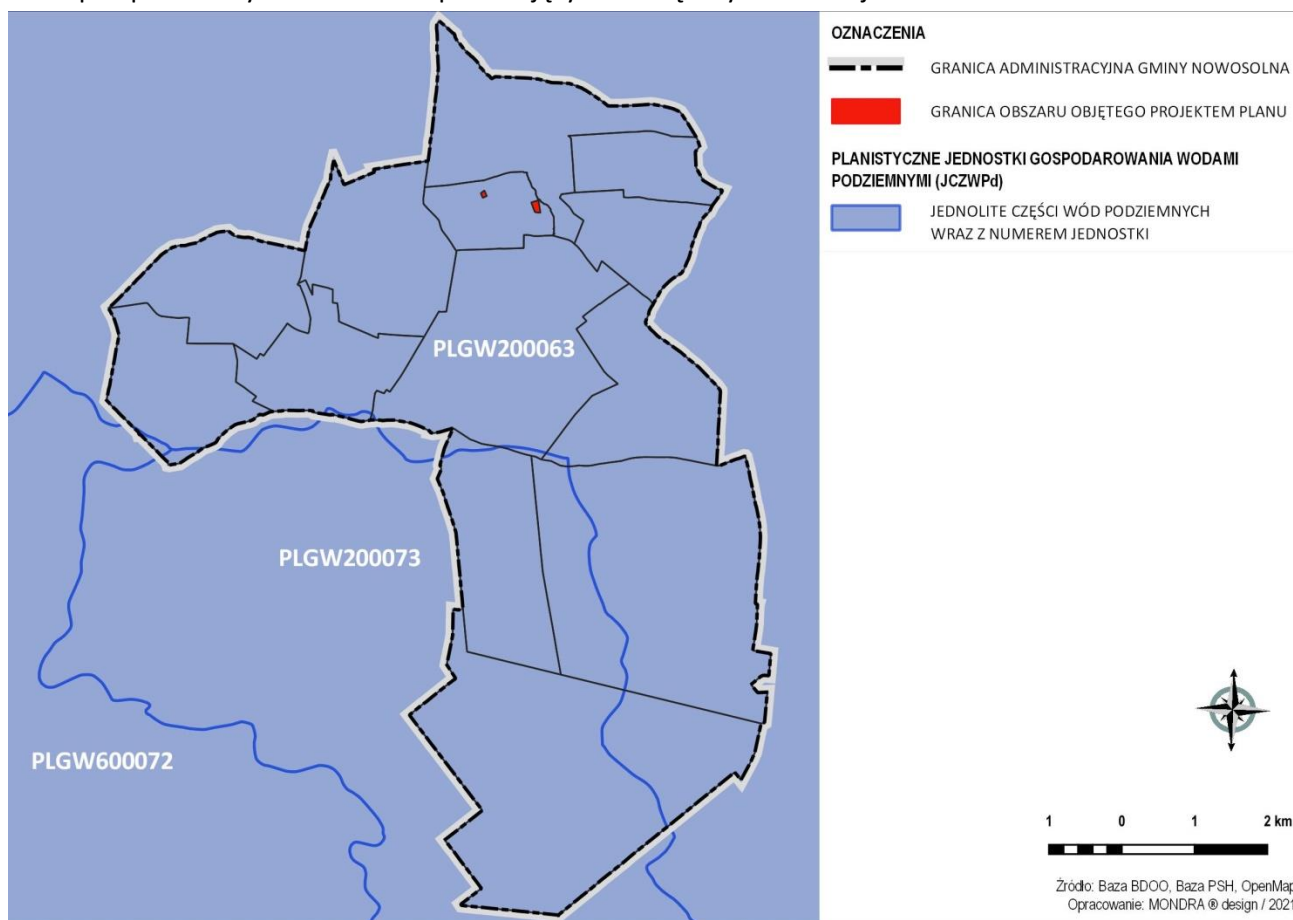 OZNACZENIA
GRANICA ADMINISTRACYJNA GMINY NOWOSOLNA
GRANICA OBSZARU OBJĘTEGO PROJEKTEM PLANU
PLANISTYCZNE JEDNOSTKI GOSPODAROWANIA WODAMI
PODZIEMNYMI (JCZWPd)
JEDNOLITE CZĘŚCI WÓD PODZIEMNYCH
WRAZ Z NUMEREM JEDNOSTKI
PLGW200063
PLGW200073
PLGW600072
1 0 1 2 km
Źródło: Baza BDOO, Baza PSH, OpenMap
Opracowanie: MONDRA ® design / 2021